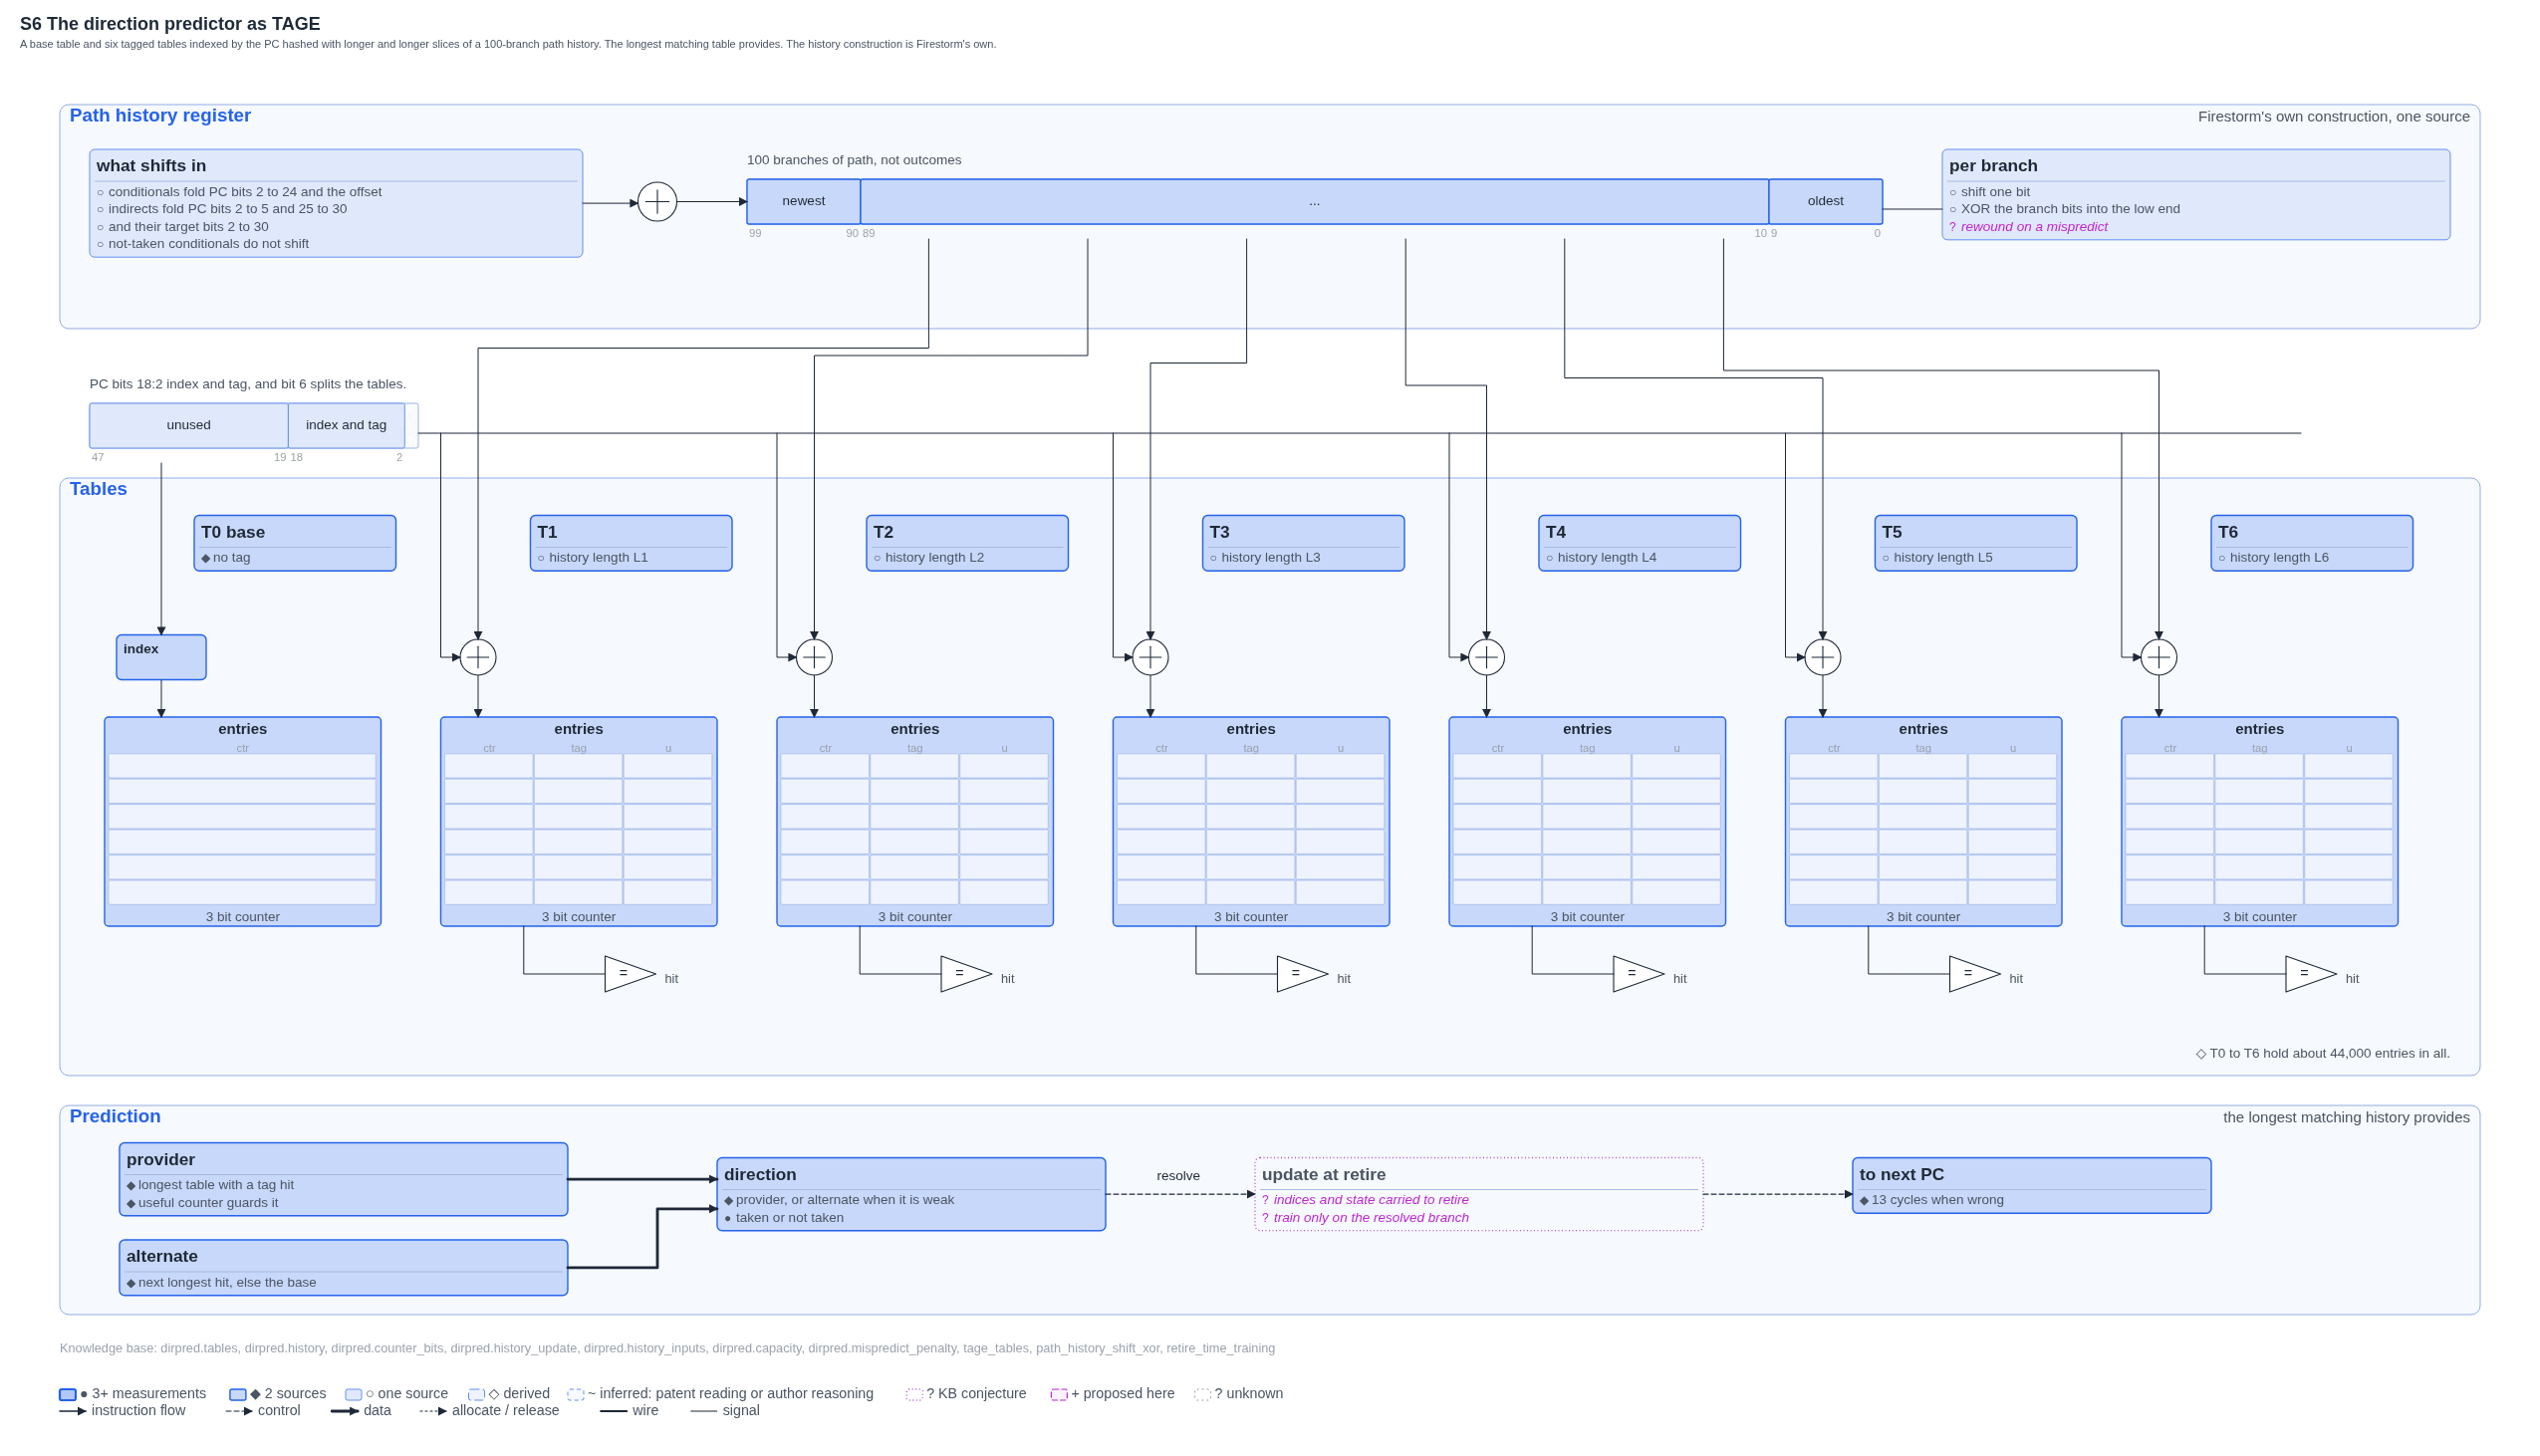 S6 The direction predictor as TAGE
A base table and six tagged tables indexed by the PC hashed with longer and longer slices of a 100-branch path history. The longest matching table provides. The history construction is Firestorm's own.
Path history register
Firestorm's own construction, one source
what shifts in
○ conditionals fold PC bits 2 to 24 and the offset
○ indirects fold PC bits 2 to 5 and 25 to 30
○ and their target bits 2 to 30
○ not-taken conditionals do not shift
100 branches of path, not outcomes
newest
...
oldest
99
90
89
10
9
0
per branch
○ shift one bit
○ XOR the branch bits into the low end
? rewound on a mispredict
PC bits 18:2 index and tag, and bit 6 splits the tables.
unused
index and tag
47
19
18
2
Tables
T0 base
◆ no tag
T1
○ history length L1
T2
○ history length L2
T3
○ history length L3
T4
○ history length L4
T5
○ history length L5
T6
○ history length L6
index
entries
ctr
3 bit counter
entries
ctr tag u
3 bit counter
= hit
entries
ctr tag u
3 bit counter
= hit
entries
ctr tag u
3 bit counter
= hit
entries
ctr tag u
3 bit counter
= hit
entries
ctr tag u
3 bit counter
= hit
entries
ctr tag u
3 bit counter
= hit
◇ T0 to T6 hold about 44,000 entries in all.
Prediction
the longest matching history provides
provider
◆ longest table with a tag hit
◆ useful counter guards it
alternate
◆ next longest hit, else the base
direction
◆ provider, or alternate when it is weak
● taken or not taken
resolve
update at retire
? indices and state carried to retire
? train only on the resolved branch
to next PC
◆ 13 cycles when wrong
Knowledge base: dirpred.tables, dirpred.history, dirpred.counter_bits, dirpred.history_update, dirpred.history_inputs, dirpred.capacity, dirpred.mispredict_penalty, tage_tables, path_history_shift_xor, retire_time_training
● 3+ measurements ◆ 2 sources ○ one source ◇ derived ~ inferred: patent reading or author reasoning ? KB conjecture + proposed here ? unknown
instruction flow control data allocate / release wire signal